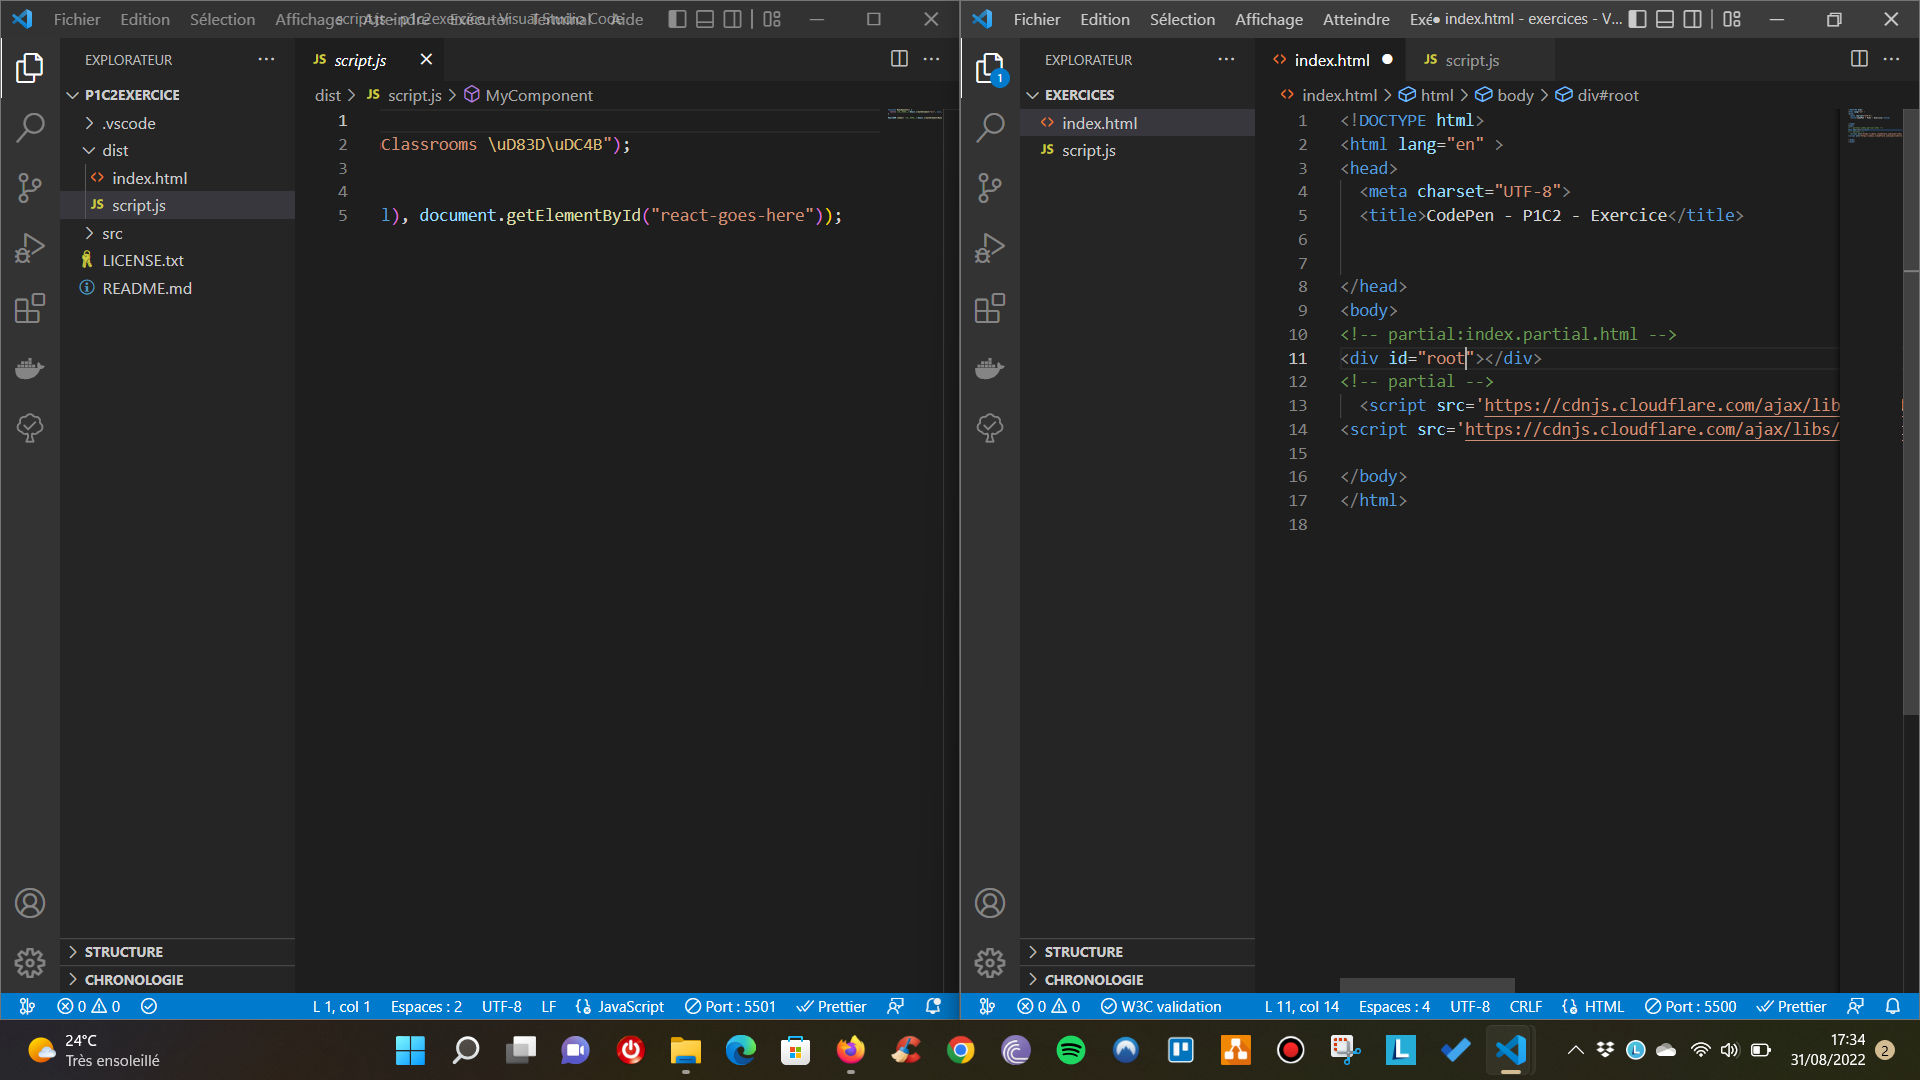 Fichier Edition Sélection Affichage Atteindre Exécuter Terminal Aide
script.js - p1c2exercice - Visual Studio Code
EXPLORATEUR
P1C2EXERCICE
.vscode
dist
index.html
script.js
src
LICENSE.txt
README.md
STRUCTURE
CHRONOLOGIE
JS script.js
dist > JS script.js > MyComponent
1
2 Classrooms \uD83D\uDC4B");
3
4
5 l), document.getElementById("react-goes-here"));
0 0 L 1, col 1 Espaces : 2 UTF-8 LF JavaScript Port : 5501 Prettier
Fichier Edition Sélection Affichage Atteindre Exé
● index.html - exercices - V...
EXPLORATEUR
1
EXERCICES
index.html
JS script.js
STRUCTURE
CHRONOLOGIE
index.html ● JS script.js
index.html > html > body > div#root
1 <!DOCTYPE html>
2 <html lang="en" >
3 <head>
4 <meta charset="UTF-8">
5 <title>CodePen - P1C2 - Exercice</title>
6
7
8 </head>
9 <body>
10 <!-- partial:index.partial.html -->
11 <div id="root"></div>
12 <!-- partial -->
13 <script src='https://cdnjs.cloudflare.com/ajax/lib
14 <script src='https://cdnjs.cloudflare.com/ajax/libs/
15
16 </body>
17 </html>
18
0 0 W3C validation L 11, col 14 Espaces : 4 UTF-8 CRLF HTML Port : 5500 Prettier
24°C
Très ensoleillé
17:34
31/08/2022
2